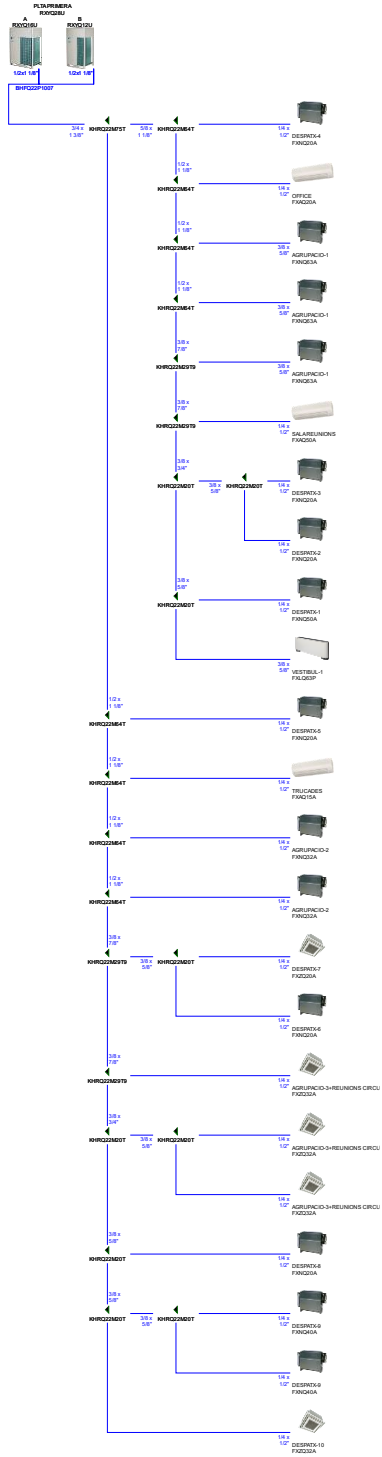 PLTAPRIMERA
RXYQ28U
A
RXYQ16U
B
RXYQ12U
1/2x1 1/8"
1/2x1 1/8"
BHFQ22P1007
3/4 x
1 3/8"
KHRQ22M75T
5/8 x
1 1/8"
KHRQ22M64T
1/4 x
1/2"
DESPATX-4
FXNQ20A
1/2 x
1 1/8"
KHRQ22M64T
1/4 x
1/2"
OFFICE
FXAQ20A
1/2 x
1 1/8"
KHRQ22M64T
3/8 x
5/8"
AGRUPACIO-1
FXNQ63A
1/2 x
1 1/8"
KHRQ22M64T
3/8 x
5/8"
AGRUPACIO-1
FXNQ63A
3/8 x
7/8"
KHRQ22M29T9
3/8 x
5/8"
AGRUPACIO-1
FXNQ63A
3/8 x
7/8"
KHRQ22M29T9
1/4 x
1/2"
SALAREUNIONS
FXAQ50A
3/8 x
3/4"
KHRQ22M20T
3/8 x
5/8"
KHRQ22M20T
1/4 x
1/2"
DESPATX-3
FXNQ20A
1/4 x
1/2"
DESPATX-2
FXNQ20A
3/8 x
5/8"
KHRQ22M20T
1/4 x
1/2"
DESPATX-1
FXNQ50A
3/8 x
5/8"
VESTIBUL-1
FXLQ63P
1/2 x
1 1/8"
KHRQ22M64T
1/4 x
1/2"
DESPATX-5
FXNQ20A
1/2 x
1 1/8"
KHRQ22M64T
1/4 x
1/2"
TRUCADES
FXAQ15A
1/2 x
1 1/8"
KHRQ22M64T
1/4 x
1/2"
AGRUPACIO-2
FXNQ32A
1/2 x
1 1/8"
KHRQ22M64T
1/4 x
1/2"
AGRUPACIO-2
FXNQ32A
3/8 x
7/8"
KHRQ22M29T9
3/8 x
5/8"
KHRQ22M20T
1/4 x
1/2"
DESPATX-7
FXZQ20A
1/4 x
1/2"
DESPATX-6
FXNQ20A
3/8 x
7/8"
KHRQ22M29T9
1/4 x
1/2"
AGRUPACIO-3+REUNIONS CIRCU
FXZQ32A
3/8 x
3/4"
KHRQ22M20T
3/8 x
5/8"
KHRQ22M20T
1/4 x
1/2"
AGRUPACIO-3+REUNIONS CIRCU
FXZQ32A
1/4 x
1/2"
AGRUPACIO-3+REUNIONS CIRCU
FXZQ32A
3/8 x
5/8"
KHRQ22M20T
1/4 x
1/2"
DESPATX-8
FXNQ20A
3/8 x
5/8"
KHRQ22M20T
3/8 x
5/8"
KHRQ22M20T
1/4 x
1/2"
DESPATX-9
FXNQ40A
1/4 x
1/2"
DESPATX-9
FXNQ40A
1/4 x
1/2"
DESPATX-10
FXZQ32A